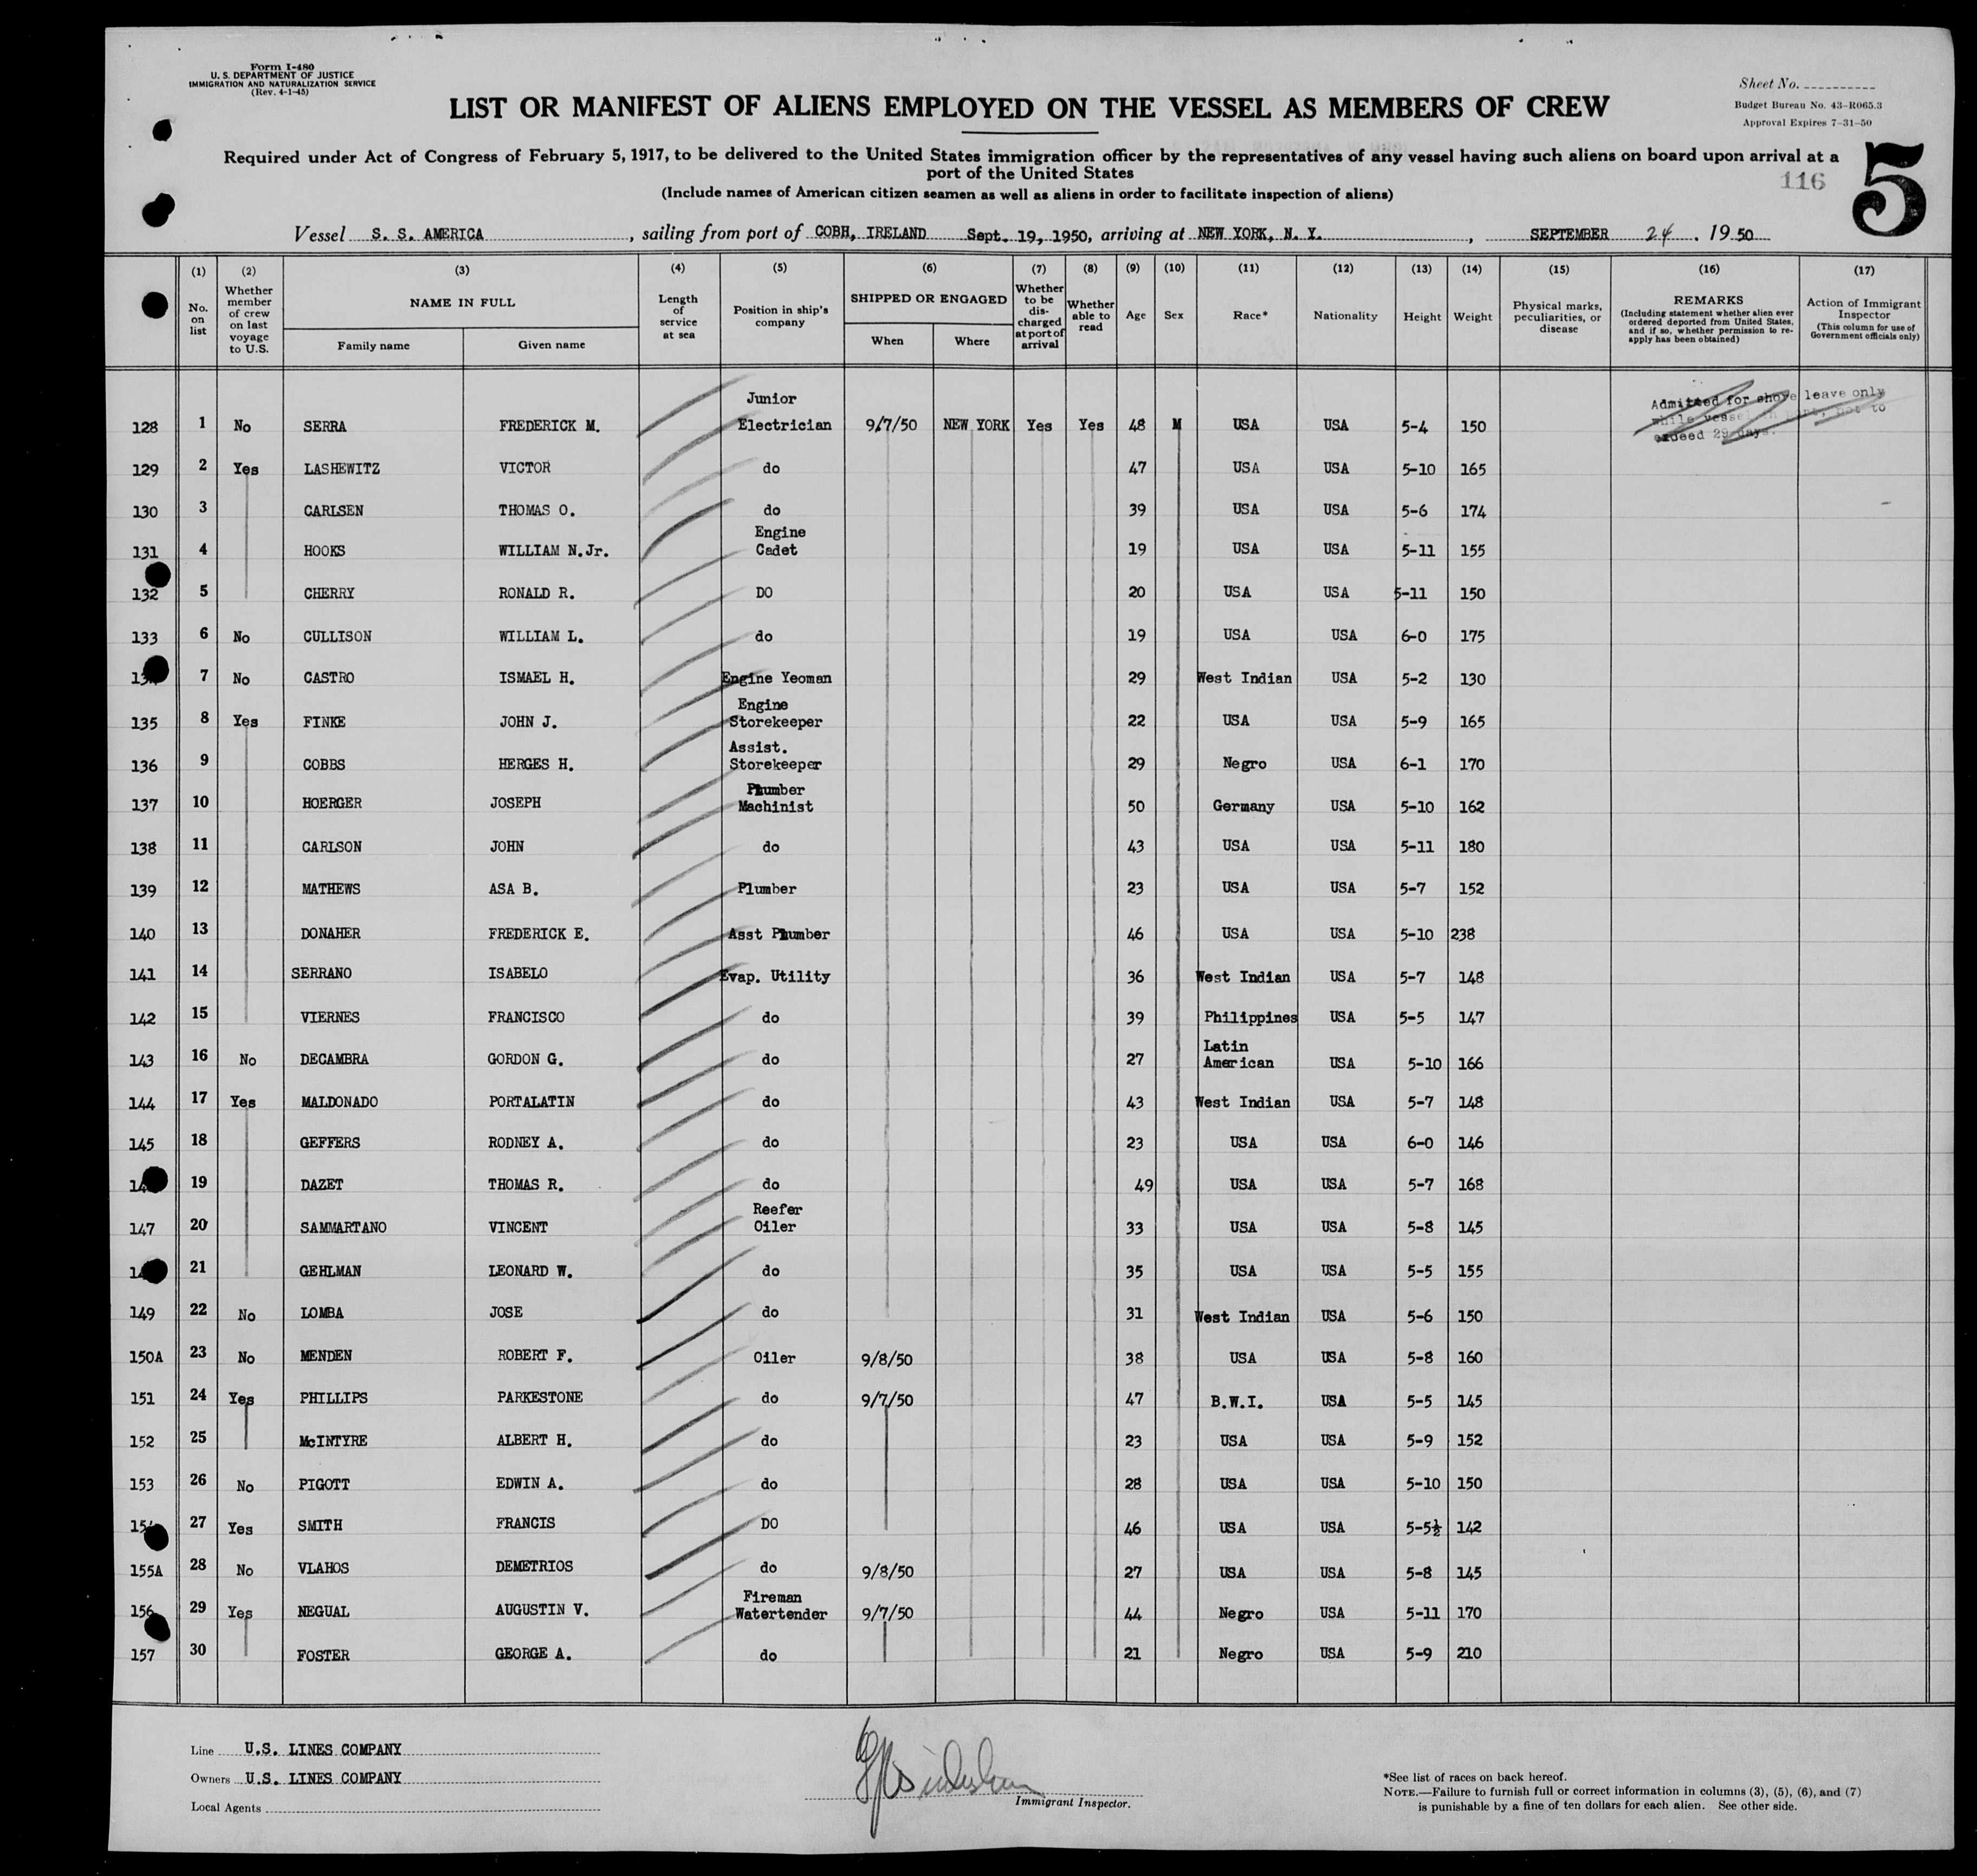 Form I-480
U. S. DEPARTMENT OF JUSTICE
IMMIGRATION AND NATURALIZATION SERVICE
(Rev. 4-1-45)
Sheet No.
Budget Bureau No. 43-R065.3
Approval Expires 7-31-50
LIST OR MANIFEST OF ALIENS EMPLOYED ON THE VESSEL AS MEMBERS OF CREW
Required under Act of Congress of February 5, 1917, to be delivered to the United States immigration officer by the representatives of any vessel having such aliens on board upon arrival at a
port of the United States
(Include names of American citizen seamen as well as aliens in order to facilitate inspection of aliens)
116
5
Vessel S. S. AMERICA, sailing from port of COBH, IRELAND Sept. 19, 1950, arriving at NEW YORK, N. Y., SEPTEMBER 24, 1950
(1) No. on list
(2) Whether member of crew on last voyage to U.S.
(3) NAME IN FULL Family name Given name
(4) Length of service at sea
(5) Position in ship's company
(6) SHIPPED OR ENGAGED When Where
(7) Whether to be discharged at port of arrival
(8) Whether able to read
(9) Age
(10) Sex
(11) Race*
(12) Nationality
(13) Height
(14) Weight
(15) Physical marks, peculiarities, or disease
(16) REMARKS (Including statement whether alien ever ordered deported from United States, and if so, whether permission to re-apply has been obtained)
(17) Action of Immigrant Inspector (This column for use of Government officials only)
Admitted for shore leave only
while vessel in port, not to
exceed 29 days.
128 1 No SERRA FREDERICK M. Junior Electrician 9/7/50 NEW YORK Yes Yes 48 M USA USA 5-4 150
129 2 Yes LASHEWITZ VICTOR do 47 USA USA 5-10 165
130 3 CARLSEN THOMAS O. do 39 USA USA 5-6 174
131 4 HOOKS WILLIAM N.Jr. Engine Cadet 19 USA USA 5-11 155
132 5 CHERRY RONALD R. DO 20 USA USA 5-11 150
133 6 No CULLISON WILLIAM L. do 19 USA USA 6-0 175
7 No CASTRO ISMAEL H. Engine Yeoman 29 West Indian USA 5-2 130
135 8 Yes FINKE JOHN J. Engine Storekeeper 22 USA USA 5-9 165
136 9 COBBS HERGES H. Assist. Storekeeper 29 Negro USA 6-1 170
137 10 HOERGER JOSEPH Plumber Machinist 50 Germany USA 5-10 162
138 11 CARLSON JOHN do 43 USA USA 5-11 180
139 12 MATHEWS ASA B. Plumber 23 USA USA 5-7 152
140 13 DONAHER FREDERICK E. Asst Plumber 46 USA USA 5-10 238
141 14 SERRANO ISABELO Evap. Utility 36 West Indian USA 5-7 148
142 15 VIERNES FRANCISCO do 39 Philippines USA 5-5 147
143 16 No DECAMBRA GORDON G. do 27 Latin American USA 5-10 166
144 17 Yes MALDONADO PORTALATIN do 43 West Indian USA 5-7 148
145 18 GEFFERS RODNEY A. do 23 USA USA 6-0 146
19 DAZET THOMAS R. do 49 USA USA 5-7 168
147 20 SAMMARTANO VINCENT Reefer Oiler 33 USA USA 5-8 145
21 GEHLMAN LEONARD W. do 35 USA USA 5-5 155
149 22 No LOMBA JOSE do 31 West Indian USA 5-6 150
150A 23 No MENDEN ROBERT F. Oiler 9/8/50 38 USA USA 5-8 160
151 24 Yes PHILLIPS PARKESTONE do 9/7/50 47 B.W.I. USA 5-5 145
152 25 McINTYRE ALBERT H. do 23 USA USA 5-9 152
153 26 No PIGOTT EDWIN A. do 28 USA USA 5-10 150
27 Yes SMITH FRANCIS DO 46 USA USA 5-5½ 142
155A 28 No VLAHOS DEMETRIOS do 9/8/50 27 USA USA 5-8 145
156 29 Yes NEGUAL AUGUSTIN V. Fireman Watertender 9/7/50 44 Negro USA 5-11 170
157 30 FOSTER GEORGE A. do 21 Negro USA 5-9 210
Line U.S. LINES COMPANY
Owners U.S. LINES COMPANY
Local Agents
Immigrant Inspector.
*See list of races on back hereof.
NOTE.—Failure to furnish full or correct information in columns (3), (5), (6), and (7)
is punishable by a fine of ten dollars for each alien. See other side.